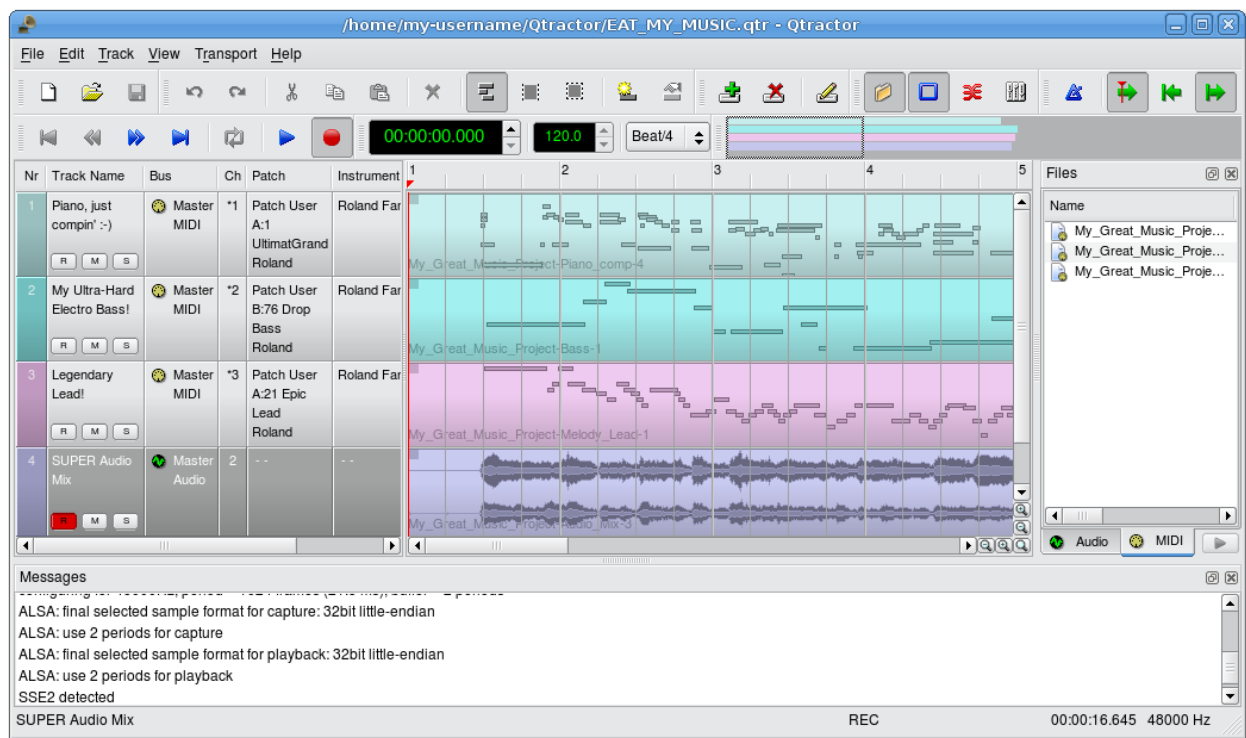 /home/my-username/Qtractor/EAT_MY_MUSIC.qtr - Qtractor
File Edit Track View Transport Help
00:00:00.000 120.0 Beat/4
Nr Track Name Bus Ch Patch Instrument 1 2 3 4 5
1 Piano, just compin' :-) Master MIDI *1 Patch User A:1 UltimatGrand Roland Roland Far
R M S
My_Great_Music_Project-Piano_comp-4
2 My Ultra-Hard Electro Bass! Master MIDI *2 Patch User B:76 Drop Bass Roland Roland Far
R M S
My_Great_Music_Project-Bass-1
3 Legendary Lead! Master MIDI *3 Patch User A:21 Epic Lead Roland Roland Far
R M S
My_Great_Music_Project-Melody_Lead-1
4 SUPER Audio Mix Master Audio 2 - - - -
R M S
My_Great_Music_Project-Audio_Mix-3
Files
Name
My_Great_Music_Proje...
My_Great_Music_Proje...
My_Great_Music_Proje...
Audio MIDI
Messages
ALSA: final selected sample format for capture: 32bit little-endian
ALSA: use 2 periods for capture
ALSA: final selected sample format for playback: 32bit little-endian
ALSA: use 2 periods for playback
SSE2 detected
SUPER Audio Mix REC 00:00:16.645 48000 Hz